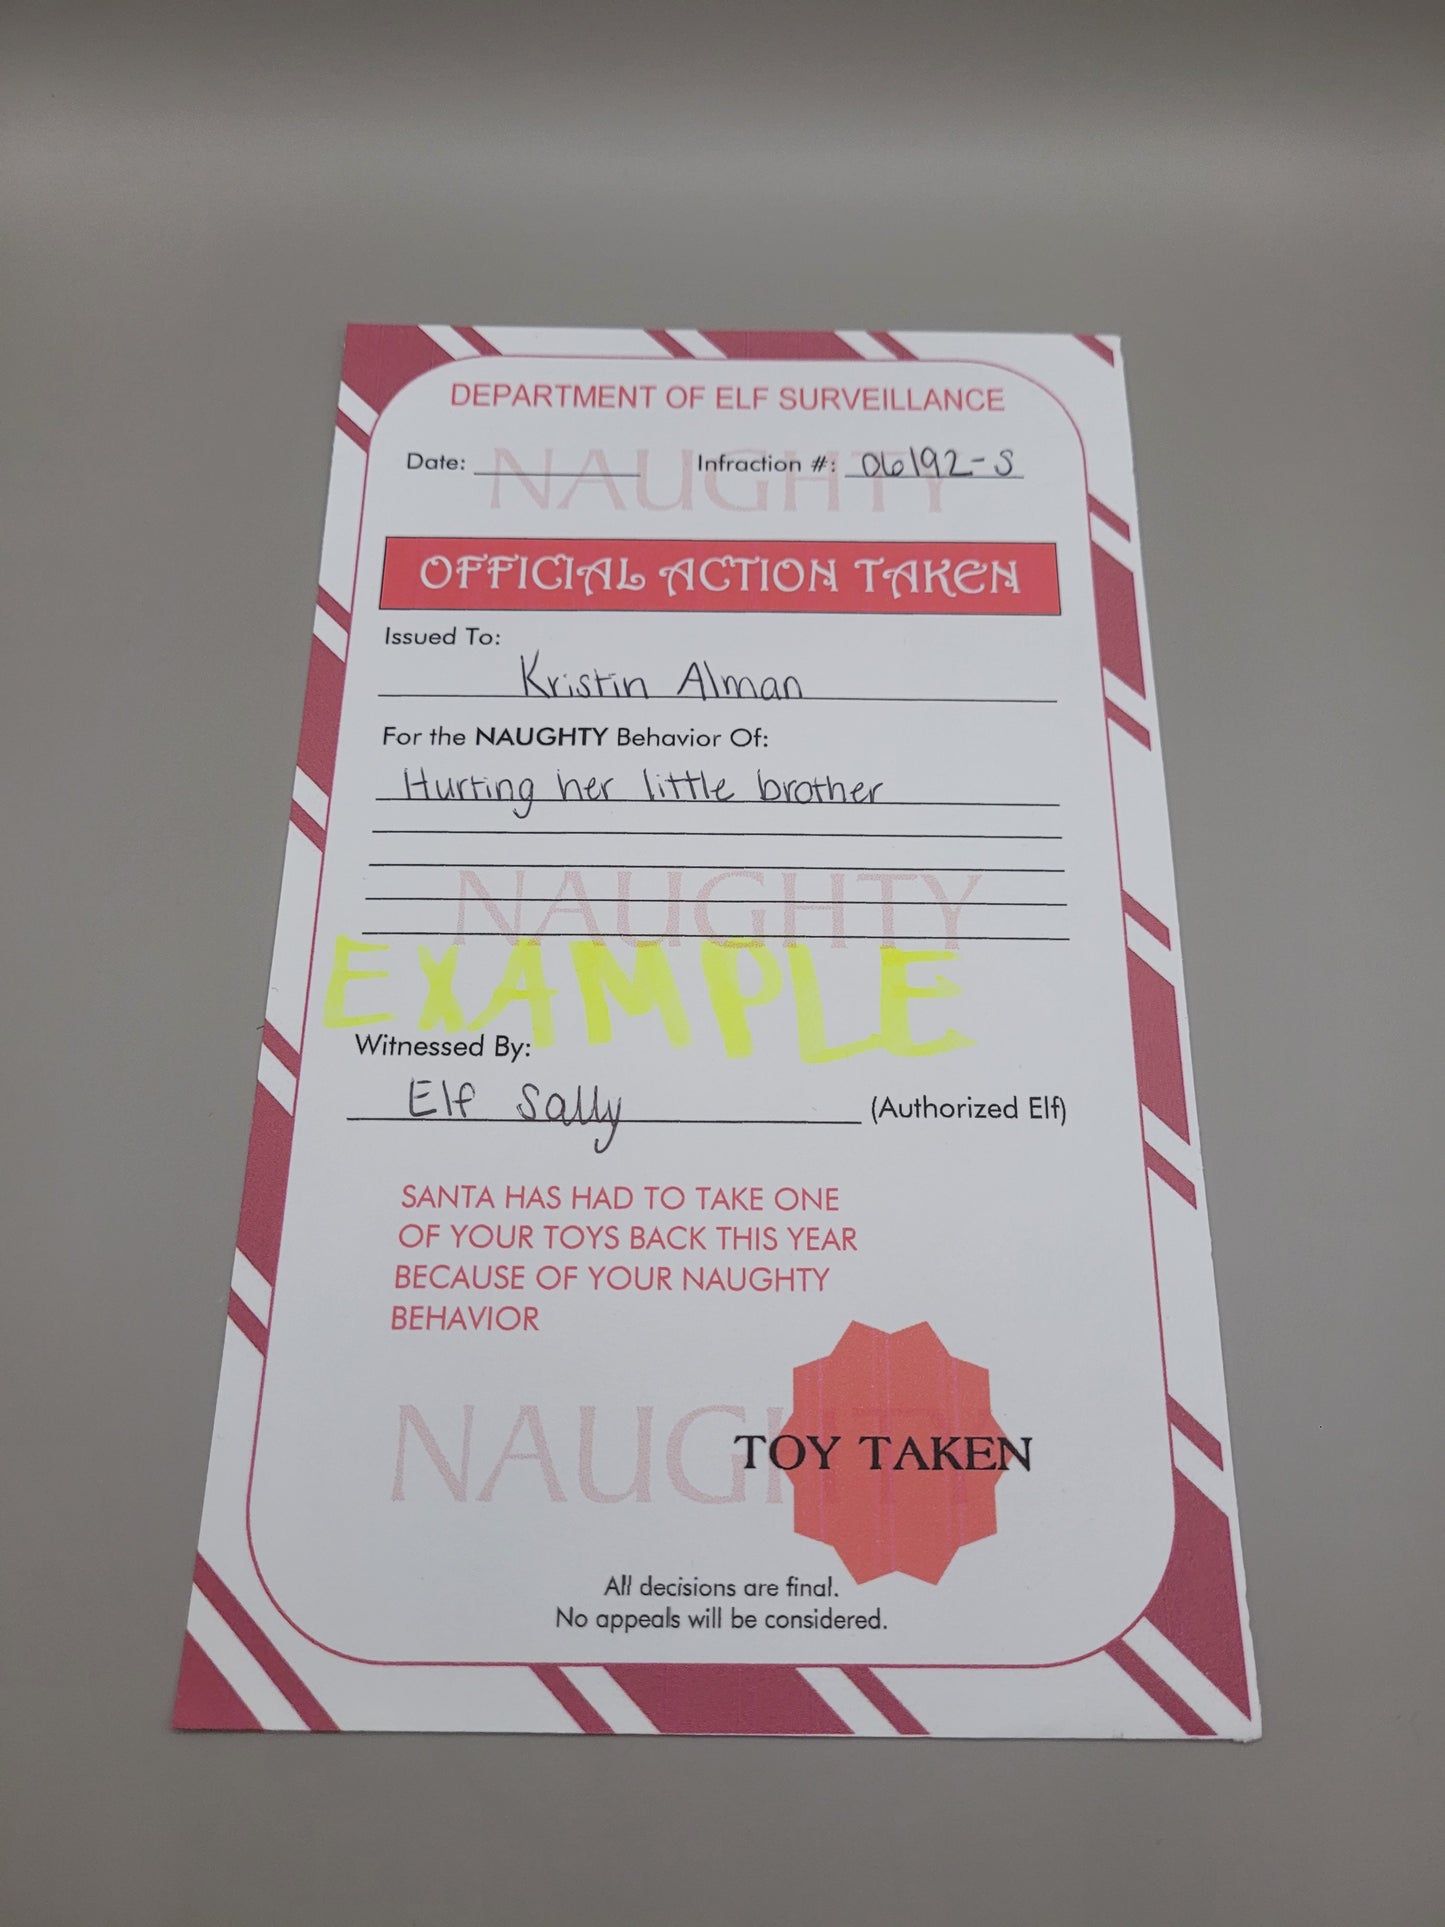 DEPARTMENT OF ELF SURVEILLANCE
NAUGHTY
Date: Infraction #: 06192-S
OFFICIAL ACTION TAKEN
Issued To:
Kristin Alman
For the NAUGHTY Behavior Of:
Hurting her little brother
NAUGHTY
EXAMPLE
Witnessed By:
Elf Sally (Authorized Elf)
SANTA HAS HAD TO TAKE ONE
OF YOUR TOYS BACK THIS YEAR
BECAUSE OF YOUR NAUGHTY
BEHAVIOR
NAUGHTY
TOY TAKEN
All decisions are final.
No appeals will be considered.